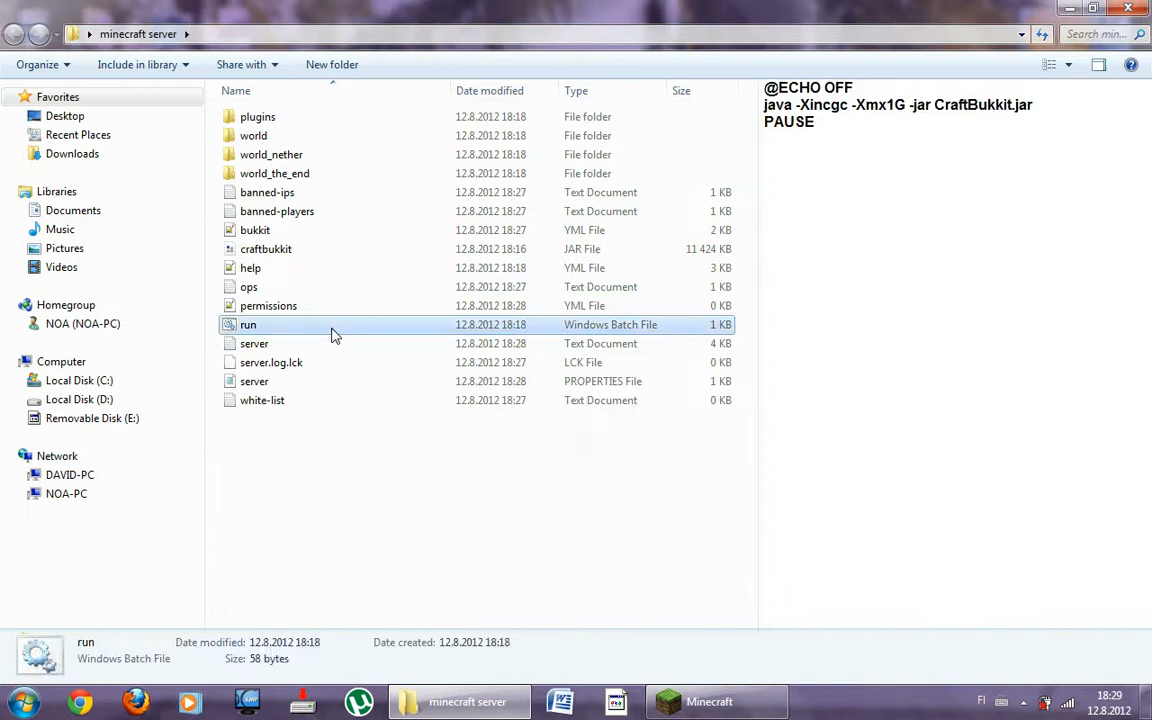 minecraft server
Search min...
Organize
Include in library
Share with
New folder
Name Date modified Type Size
Favorites
Desktop
Recent Places
Downloads
Libraries
Documents
Music
Pictures
Videos
Homegroup
NOA (NOA-PC)
Computer
Local Disk (C:)
Local Disk (D:)
Removable Disk (E:)
Network
DAVID-PC
NOA-PC
plugins 12.8.2012 18:18 File folder
world 12.8.2012 18:18 File folder
world_nether 12.8.2012 18:18 File folder
world_the_end 12.8.2012 18:18 File folder
banned-ips 12.8.2012 18:27 Text Document 1 KB
banned-players 12.8.2012 18:27 Text Document 1 KB
bukkit 12.8.2012 18:27 YML File 2 KB
craftbukkit 12.8.2012 18:16 JAR File 11 424 KB
help 12.8.2012 18:18 YML File 3 KB
ops 12.8.2012 18:27 Text Document 1 KB
permissions 12.8.2012 18:28 YML File 0 KB
run 12.8.2012 18:18 Windows Batch File 1 KB
server 12.8.2012 18:28 Text Document 4 KB
server.log.lck 12.8.2012 18:27 LCK File 0 KB
server 12.8.2012 18:28 PROPERTIES File 1 KB
white-list 12.8.2012 18:27 Text Document 0 KB
@ECHO OFF
java -Xincgc -Xmx1G -jar CraftBukkit.jar
PAUSE
run Date modified: 12.8.2012 18:18 Date created: 12.8.2012 18:18
Windows Batch File Size: 58 bytes
minecraft server
Minecraft
FI
18:29
12.8.2012